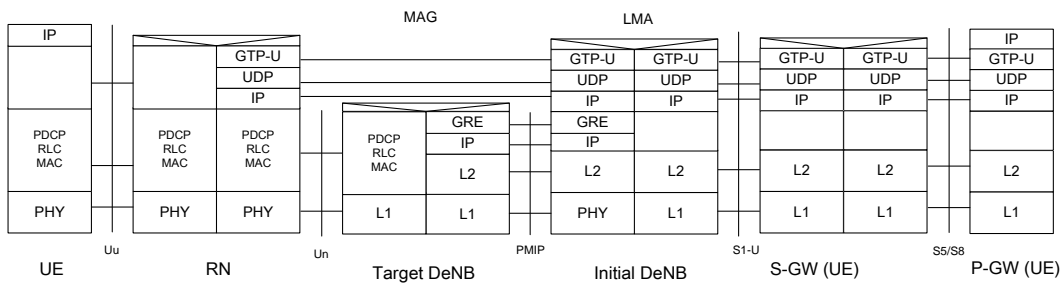 MAG
LMA
IP
GTP-U
UDP
IP
GTP-U
GTP-U
UDP
UDP
IP
IP
GTP-U
GTP-U
UDP
UDP
IP
IP
IP
GTP-U
UDP
IP
PDCP
RLC
MAC
PDCP
RLC
MAC
PDCP
RLC
MAC
PDCP
RLC
MAC
GRE
IP
L2
GRE
IP
L2
L2
L2
L2
L2
PHY
PHY
PHY
L1
L1
PHY
L1
L1
L1
L1
Uu
Un
PMIP
S1-U
S5/S8
UE
RN
Target DeNB
Initial DeNB
S-GW (UE)
P-GW (UE)